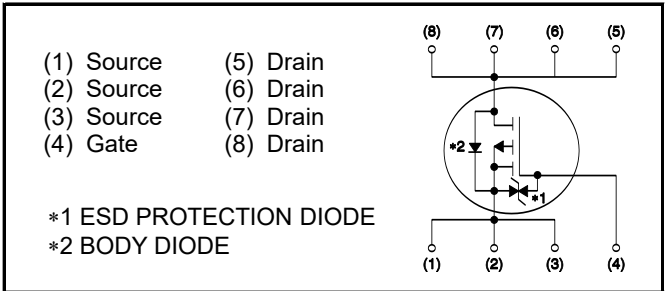 (1) Source (5) Drain
(2) Source (6) Drain
(3) Source (7) Drain
(4) Gate (8) Drain
∗1 ESD PROTECTION DIODE
∗2 BODY DIODE
(8) (7) (6) (5)
∗2
∗1
(1) (2) (3) (4)